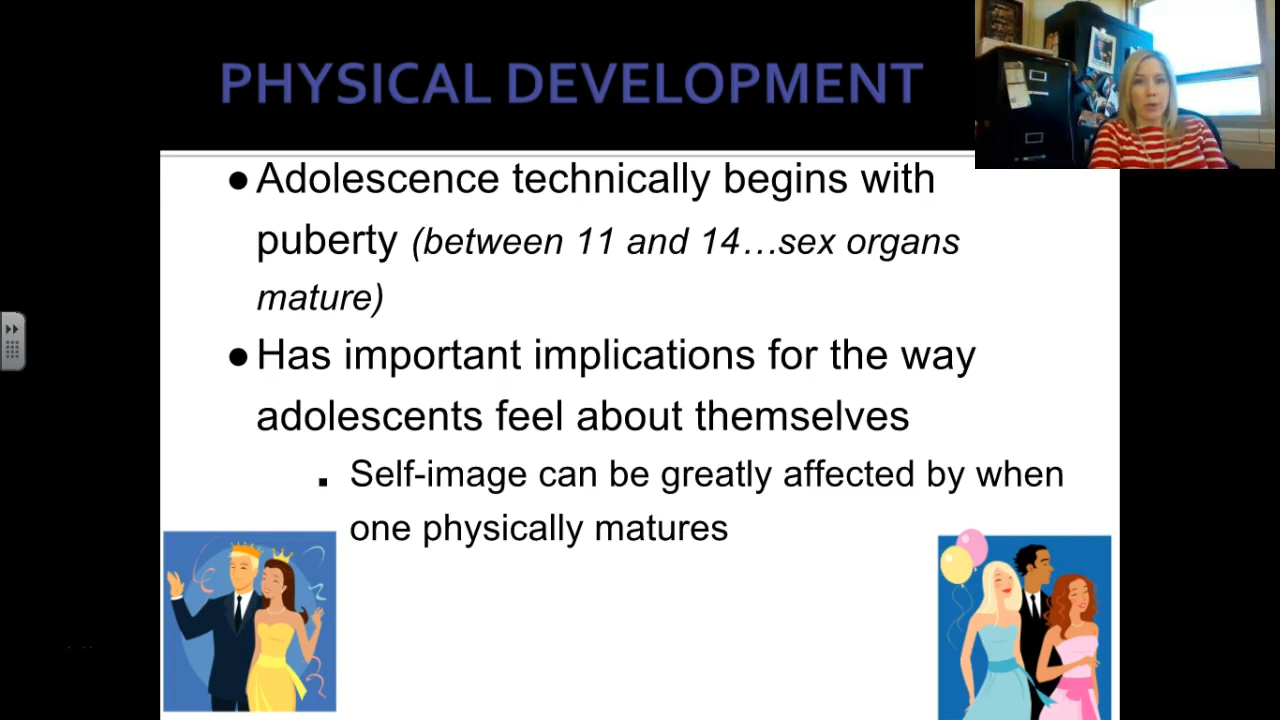 PHYSICAL DEVELOPMENT
● Adolescence technically begins with
puberty (between 11 and 14…sex organs
mature)
● Has important implications for the way
adolescents feel about themselves
▪ Self-image can be greatly affected by when
one physically matures